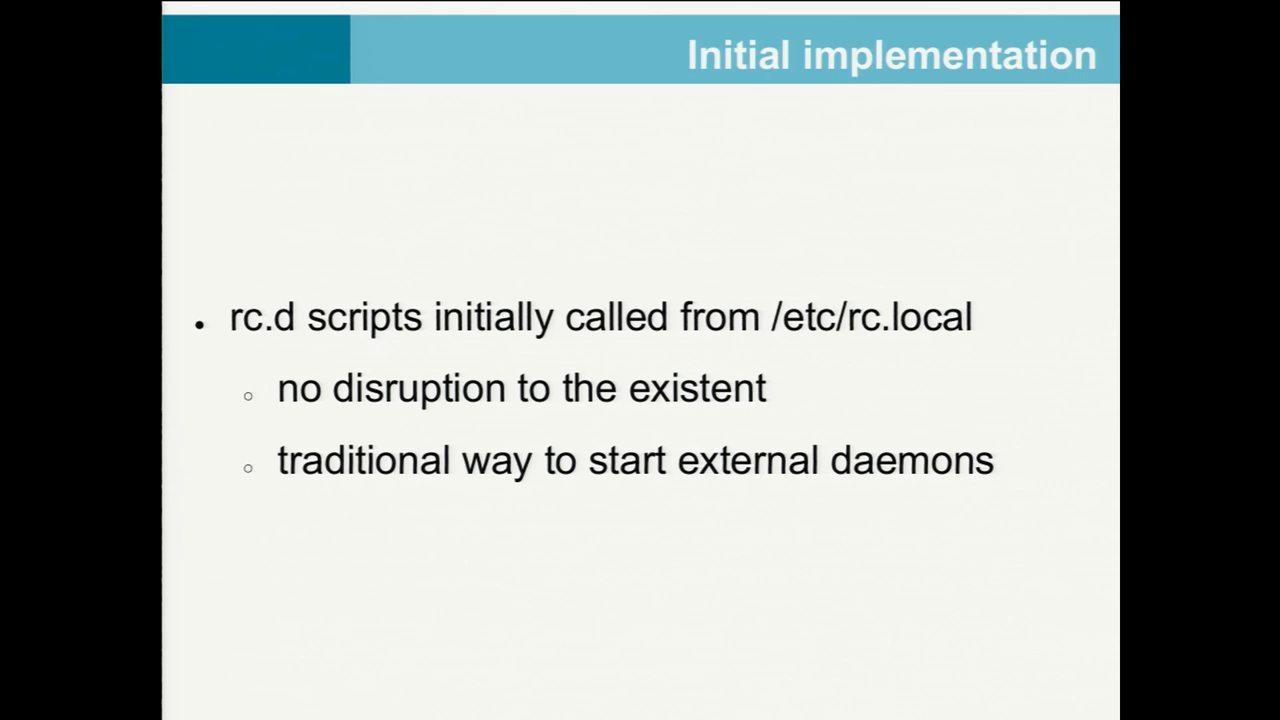 Initial implementation
• rc.d scripts initially called from /etc/rc.local
○ no disruption to the existent
○ traditional way to start external daemons